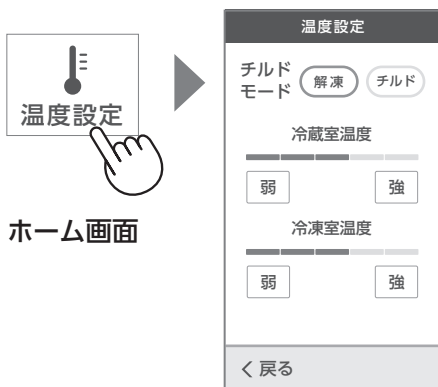 温度設定
ホーム画面
温度設定
チルド
モード
解凍
チルド
冷蔵室温度
弱
強
冷凍室温度
弱
強
戻る